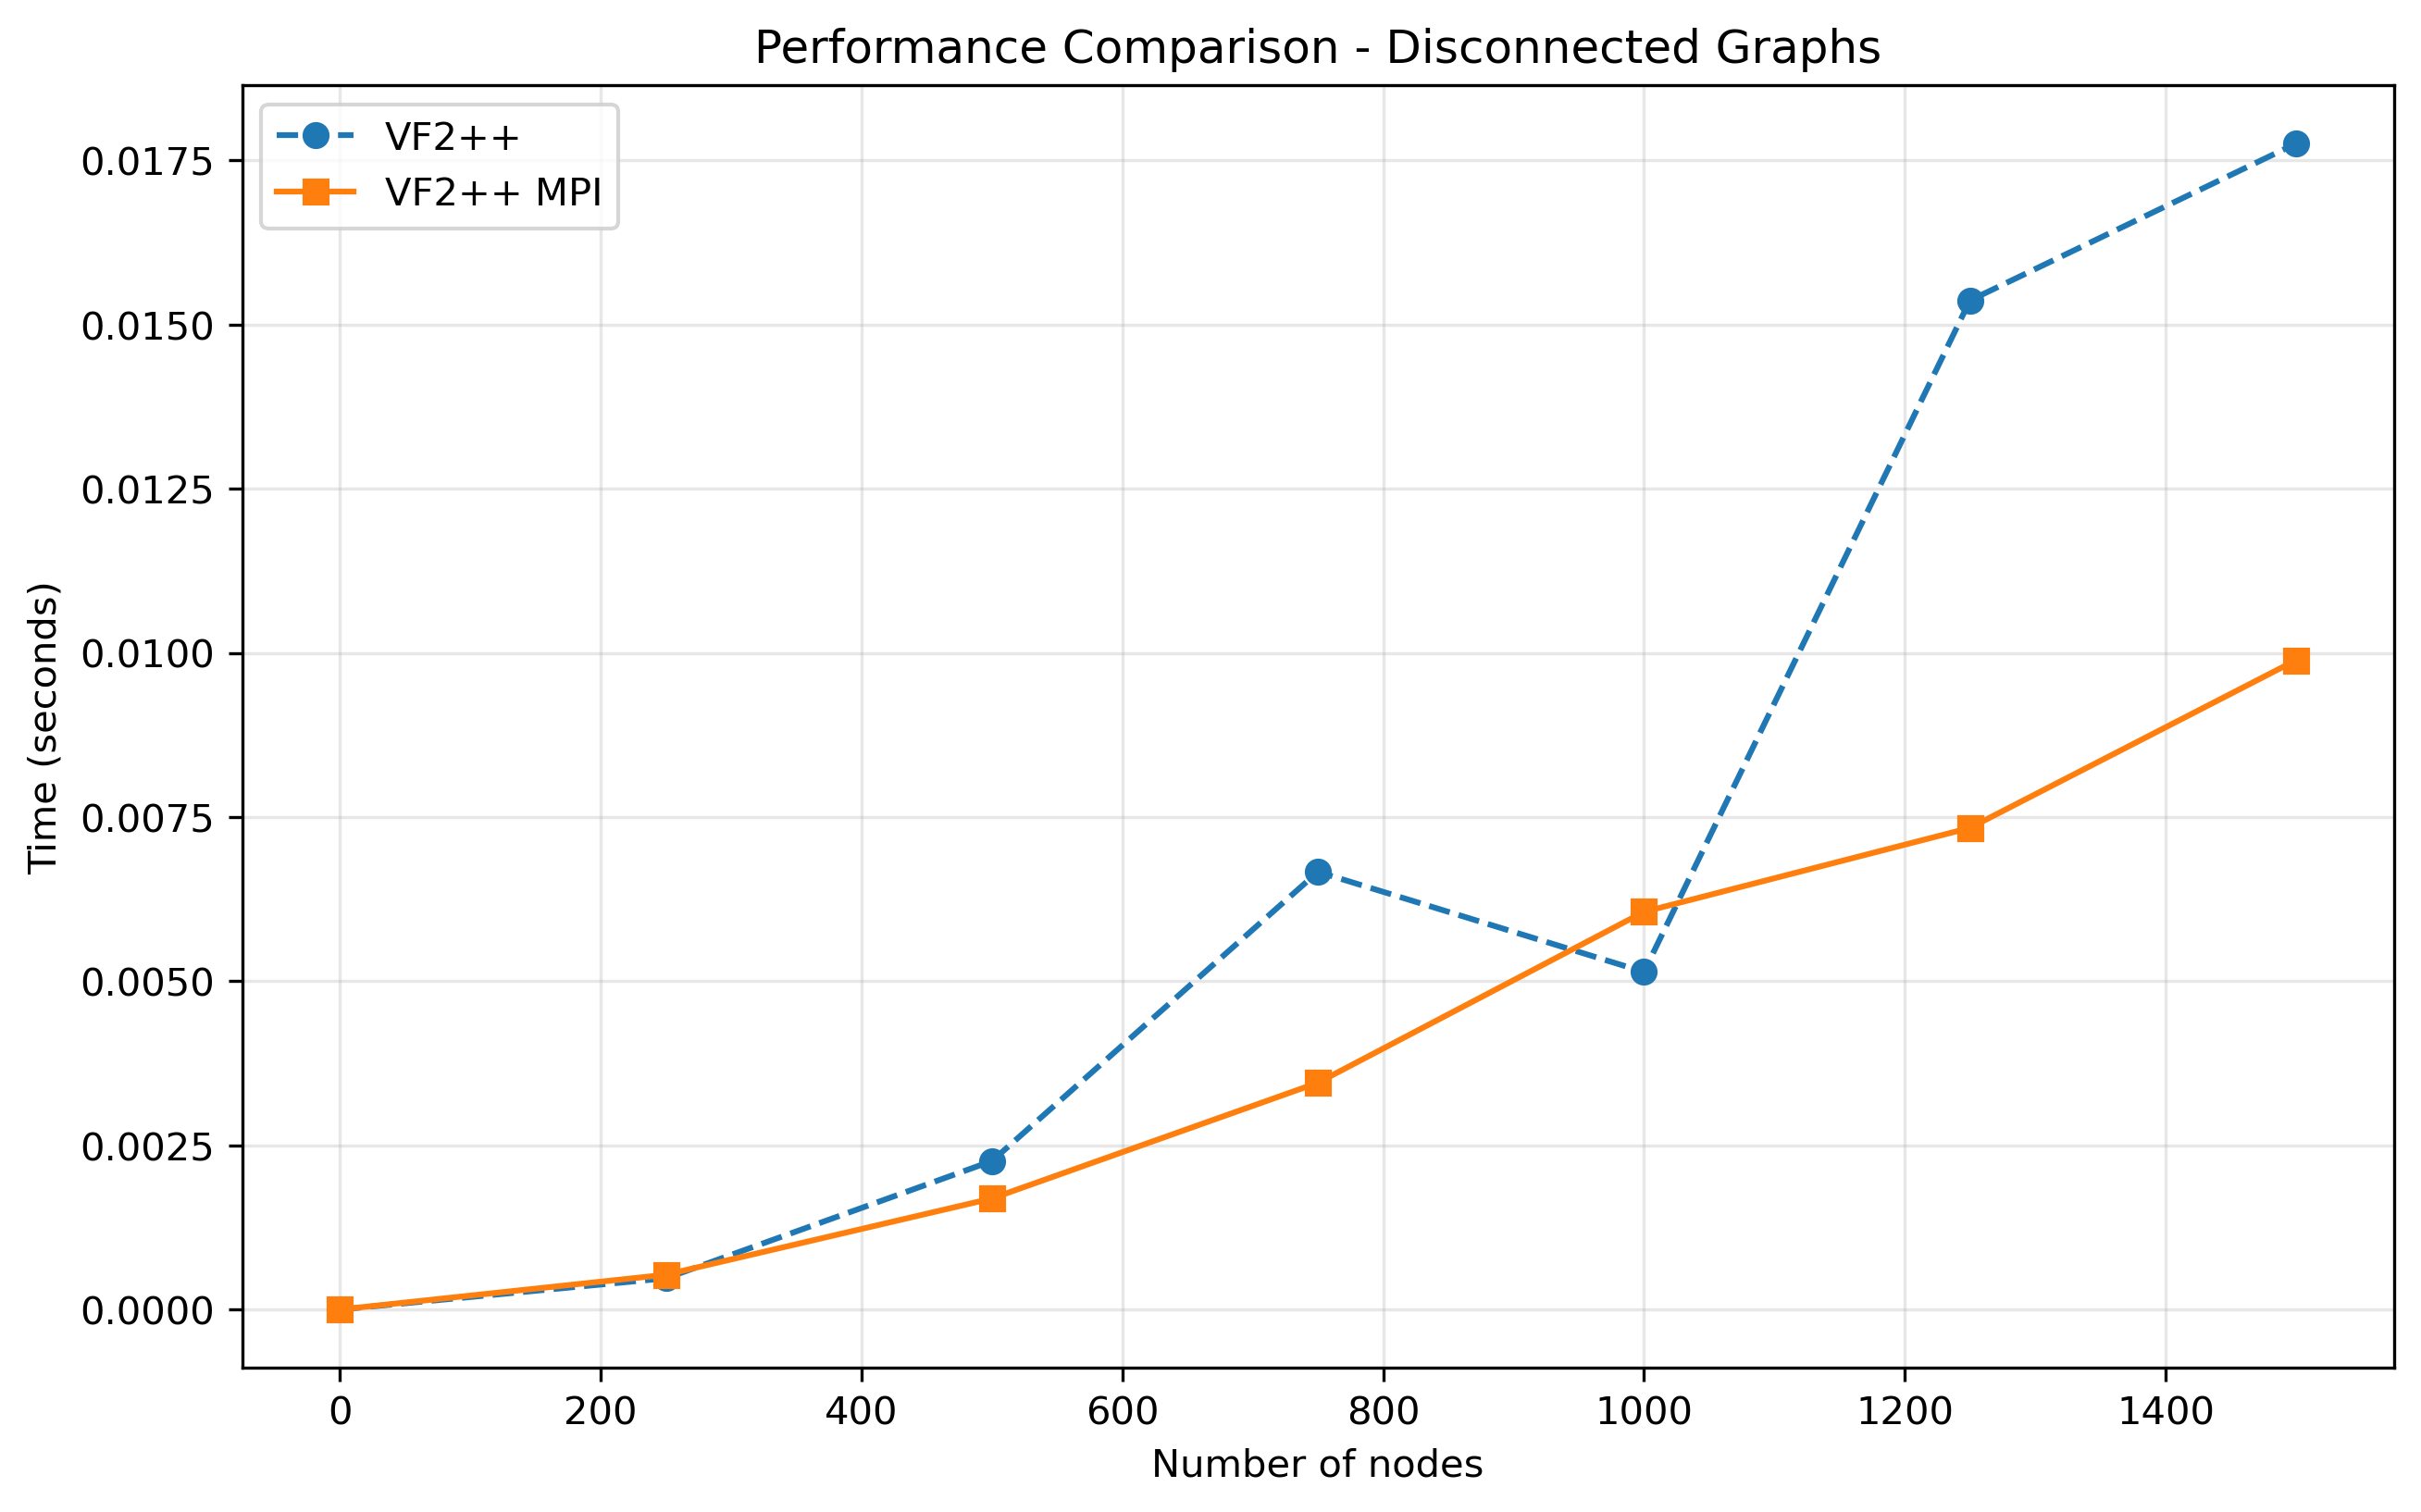 Performance Comparison - Disconnected Graphs
VF2++
VF2++ MPI
0.0175
0.0150
0.0125
0.0100
0.0075
0.0050
0.0025
0.0000
Time (seconds)
0 200 400 600 800 1000 1200 1400
Number of nodes